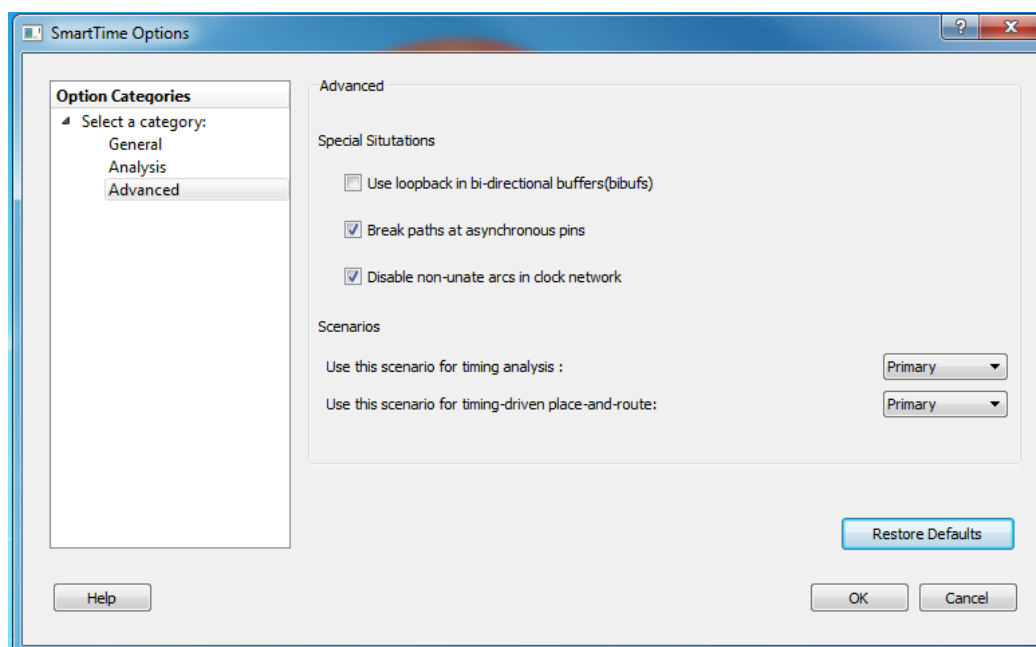 SmartTime Options
Option Categories
Select a category:
General
Analysis
Advanced
Advanced
Special Situtations
Use loopback in bi-directional buffers(bibufs)
Break paths at asynchronous pins
Disable non-unate arcs in clock network
Scenarios
Use this scenario for timing analysis : Primary
Use this scenario for timing-driven place-and-route: Primary
Restore Defaults
Help OK Cancel